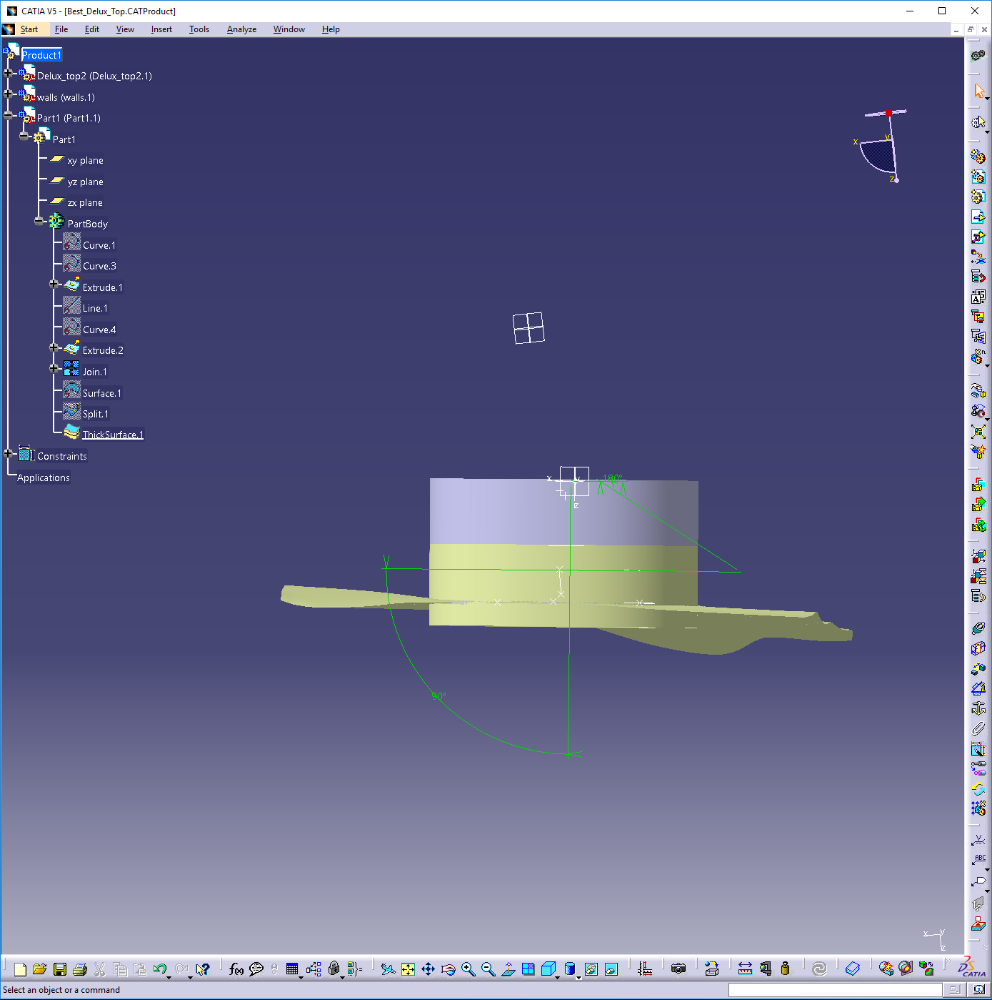 CATIA V5 - [Best_Delux_Top.CATProduct]
Start File Edit View Insert Tools Analyze Window Help
Product1
Delux_top2 (Delux_top2.1)
walls (walls.1)
Part1 (Part1.1)
Part1
xy plane
yz plane
zx plane
PartBody
Curve.1
Curve.3
Extrude.1
Line.1
Curve.4
Extrude.2
Join.1
Surface.1
Split.1
ThickSurface.1
Constraints
Applications
x
y
z
x
y
180°
z
90°
x
y
z
ABC
f(x)
DS
CATIA
Select an object or a command